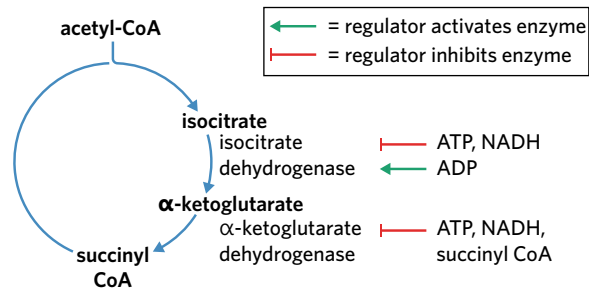 acetyl-CoA
= regulator activates enzyme
= regulator inhibits enzyme
isocitrate
isocitrate
dehydrogenase
ATP, NADH
ADP
α-ketoglutarate
α-ketoglutarate
dehydrogenase
ATP, NADH,
succinyl CoA
succinyl
CoA